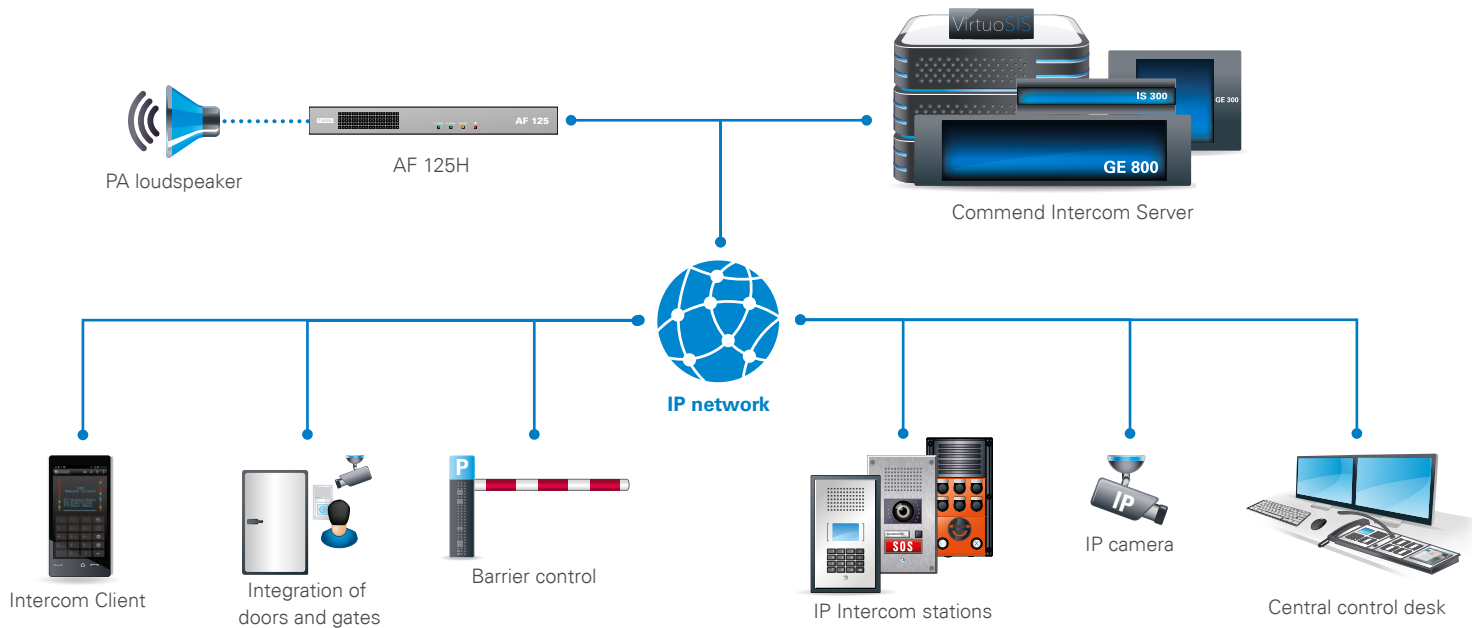 VirtuoSIS
IS 300
GE 300
GE 800
AF 125
PA loudspeaker
AF 125H
Commend Intercom Server
IP network
P
SOS
IP
Intercom Client
Integration of
doors and gates
Barrier control
IP Intercom stations
IP camera
Central control desk